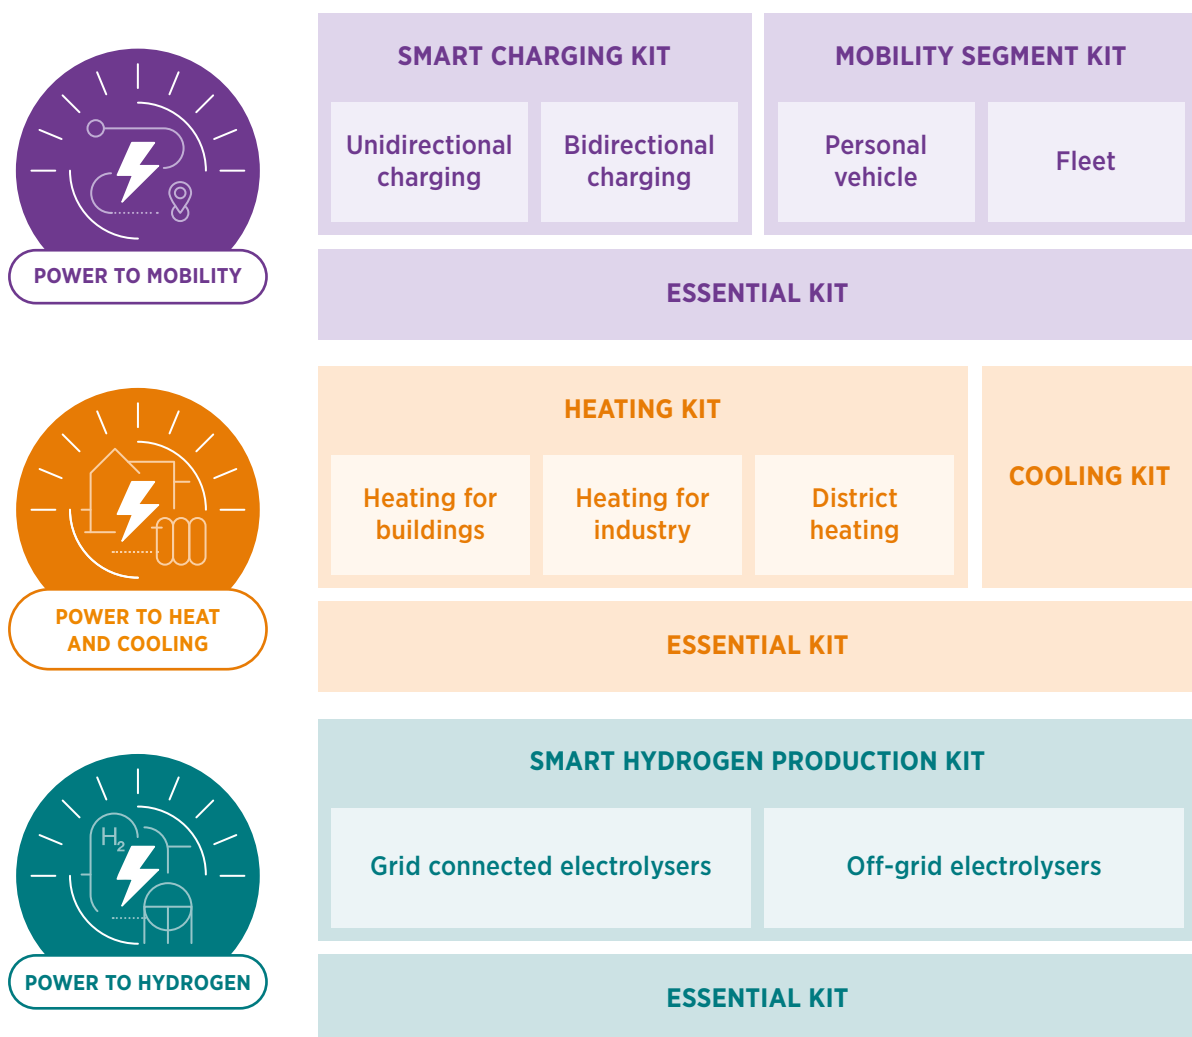 SMART CHARGING KIT
Unidirectional
charging
Bidirectional
charging
MOBILITY SEGMENT KIT
Personal
vehicle
Fleet
POWER TO MOBILITY
ESSENTIAL KIT
HEATING KIT
Heating for
buildings
Heating for
industry
District
heating
COOLING KIT
POWER TO HEAT
AND COOLING
ESSENTIAL KIT
SMART HYDROGEN PRODUCTION KIT
Grid connected electrolysers
Off-grid electrolysers
H₂
POWER TO HYDROGEN
ESSENTIAL KIT